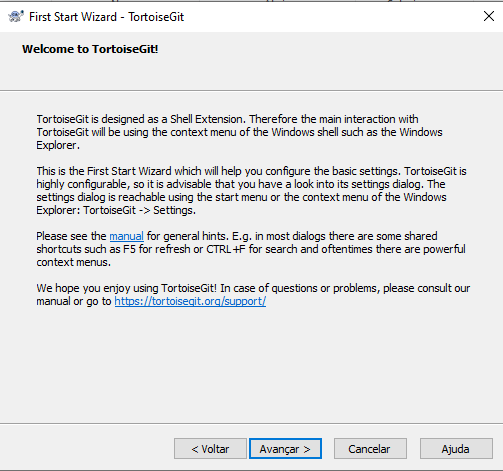 First Start Wizard - TortoiseGit
Welcome to TortoiseGit!
TortoiseGit is designed as a Shell Extension. Therefore the main interaction with
TortoiseGit will be using the context menu of the Windows shell such as the Windows
Explorer.
This is the First Start Wizard which will help you configure the basic settings. TortoiseGit is
highly configurable, so it is advisable that you have a look into its settings dialog. The
settings dialog is reachable using the start menu or the context menu of the Windows
Explorer: TortoiseGit -> Settings.
Please see the manual for general hints. E.g. in most dialogs there are some shared
shortcuts such as F5 for refresh or CTRL+F for search and oftentimes there are powerful
context menus.
We hope you enjoy using TortoiseGit! In case of questions or problems, please consult our
manual or go to https://tortoisegit.org/support/
< Voltar
Avançar >
Cancelar
Ajuda